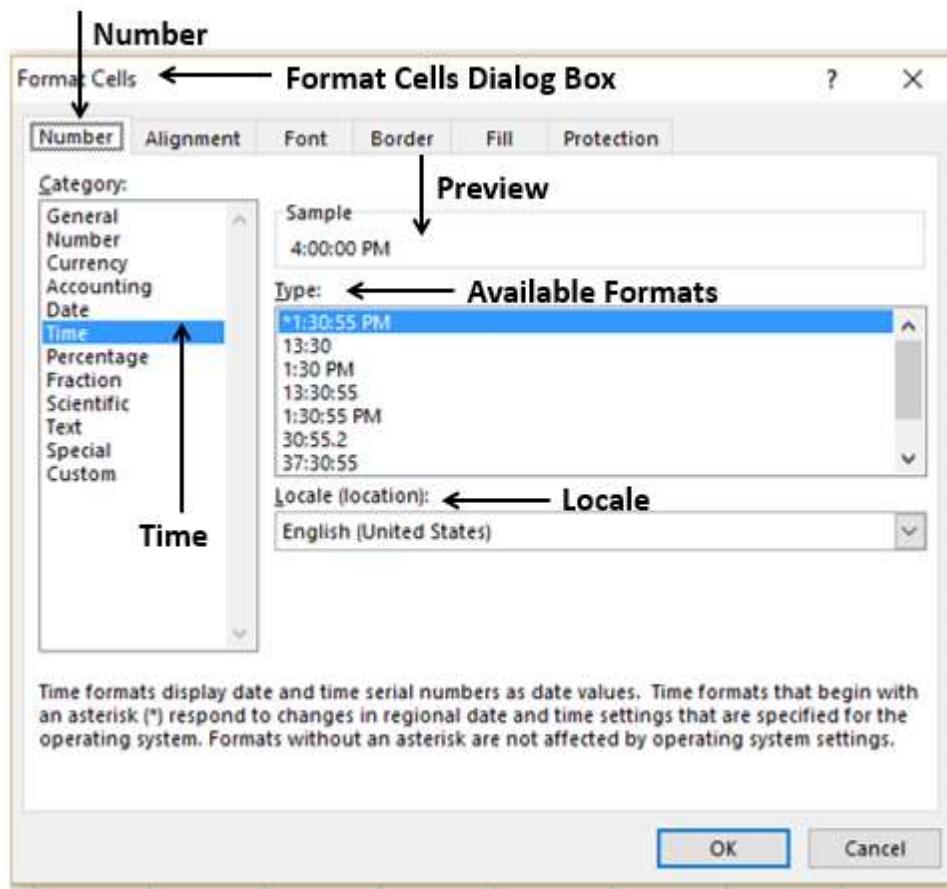 Number
Format Cells
Format Cells Dialog Box
?
Number Alignment Font Border Fill Protection
Preview
Category:
General
Number
Currency
Accounting
Date
Time
Percentage
Fraction
Scientific
Text
Special
Custom
Time
Sample
4:00:00 PM
Type:
Available Formats
*1:30:55 PM
13:30
1:30 PM
13:30:55
1:30:55 PM
30:55.2
37:30:55
Locale (location):
Locale
English (United States)
Time formats display date and time serial numbers as date values. Time formats that begin with
an asterisk (*) respond to changes in regional date and time settings that are specified for the
operating system. Formats without an asterisk are not affected by operating system settings.
OK Cancel